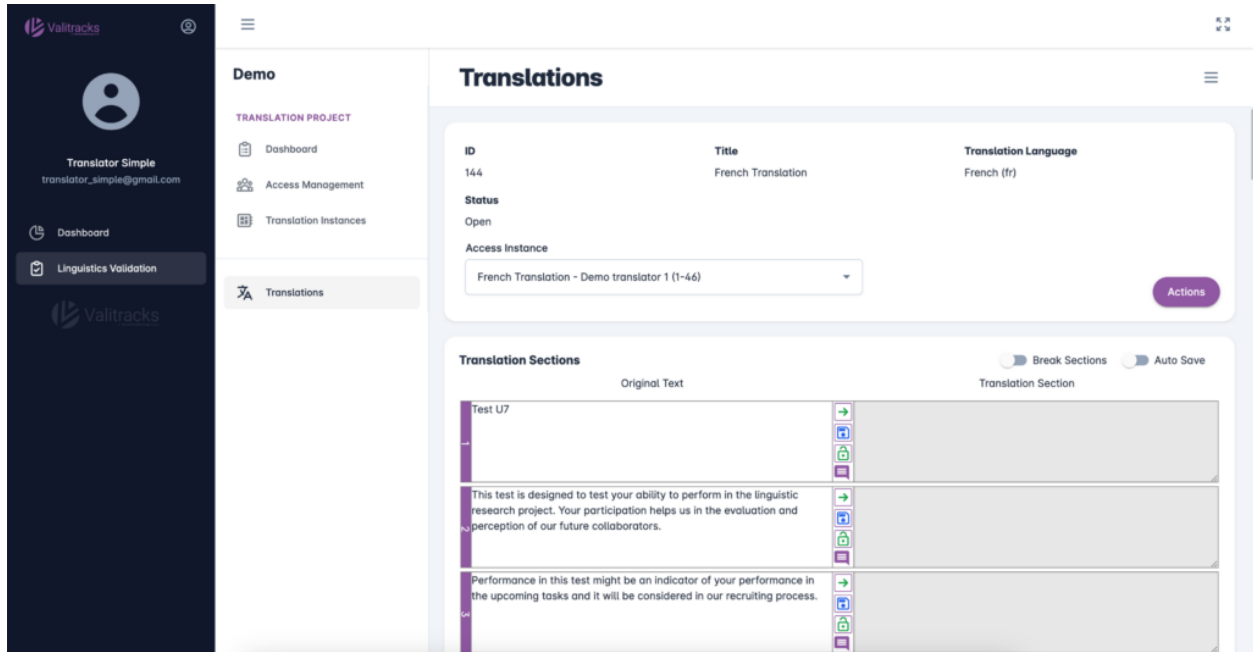 Valitracks
Translator Simple
translator_simple@gmail.com
Dashboard
Linguistics Validation
Valitracks
Demo
TRANSLATION PROJECT
Dashboard
Access Management
Translation Instances
Translations
Translations
ID
144
Title
French Translation
Translation Language
French (fr)
Status
Open
Access Instance
French Translation - Demo translator 1 (1-46)
Actions
Translation Sections
Break Sections
Auto Save
Original Text
Translation Section
1
Test U7
2
This test is designed to test your ability to perform in the linguistic
research project. Your participation helps us in the evaluation and
perception of our future collaborators.
3
Performance in this test might be an indicator of your performance in
the upcoming tasks and it will be considered in our recruiting process.